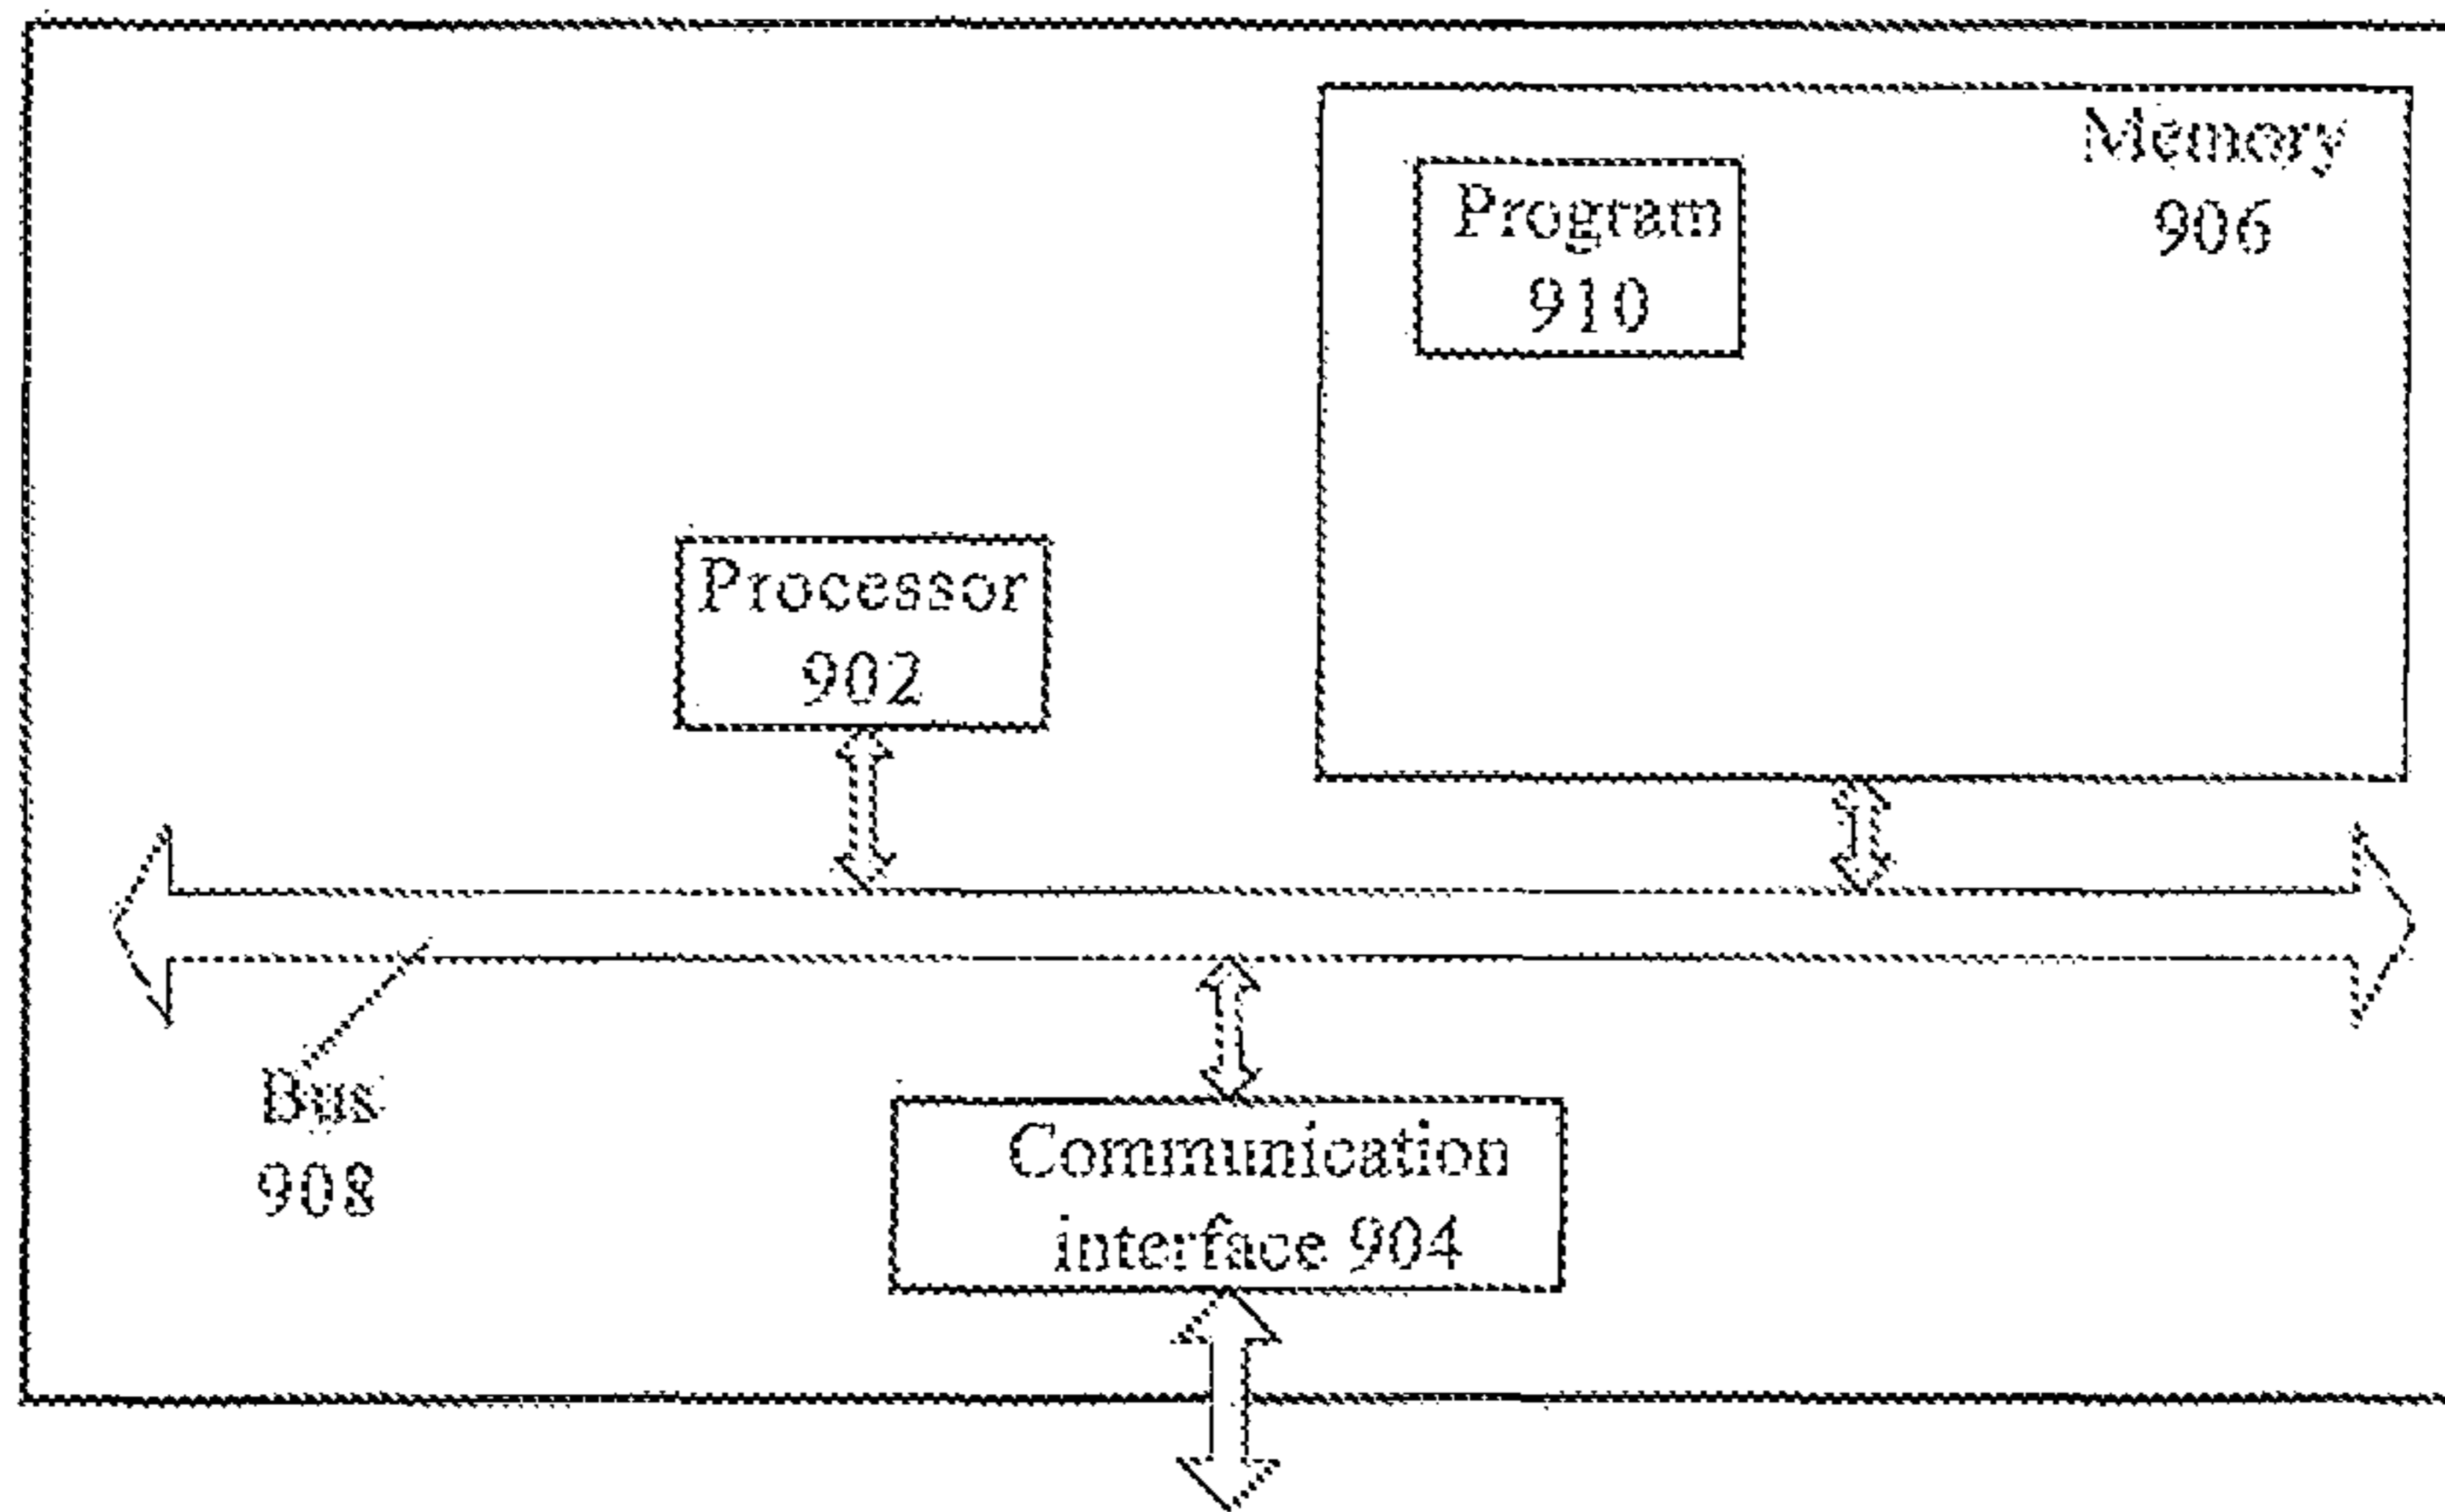 Memory
906
Program
910
Processor
902
Bus
908
Communication
interface 904